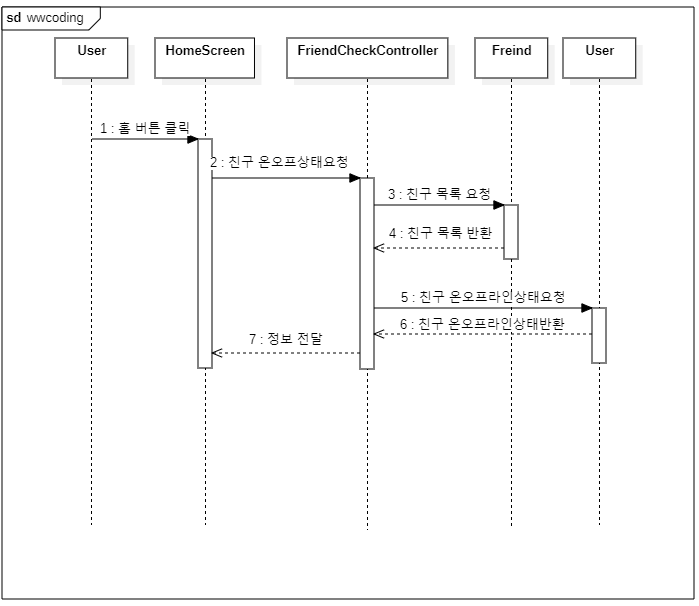 sd wwcoding
User
HomeScreen
FriendCheckController
Freind
User
1 : 홈 버튼 클릭
2 : 친구 온오프상태요청
3 : 친구 목록 요청
4 : 친구 목록 반환
5 : 친구 온오프라인상태요청
6 : 친구 온오프라인상태반환
7 : 정보 전달